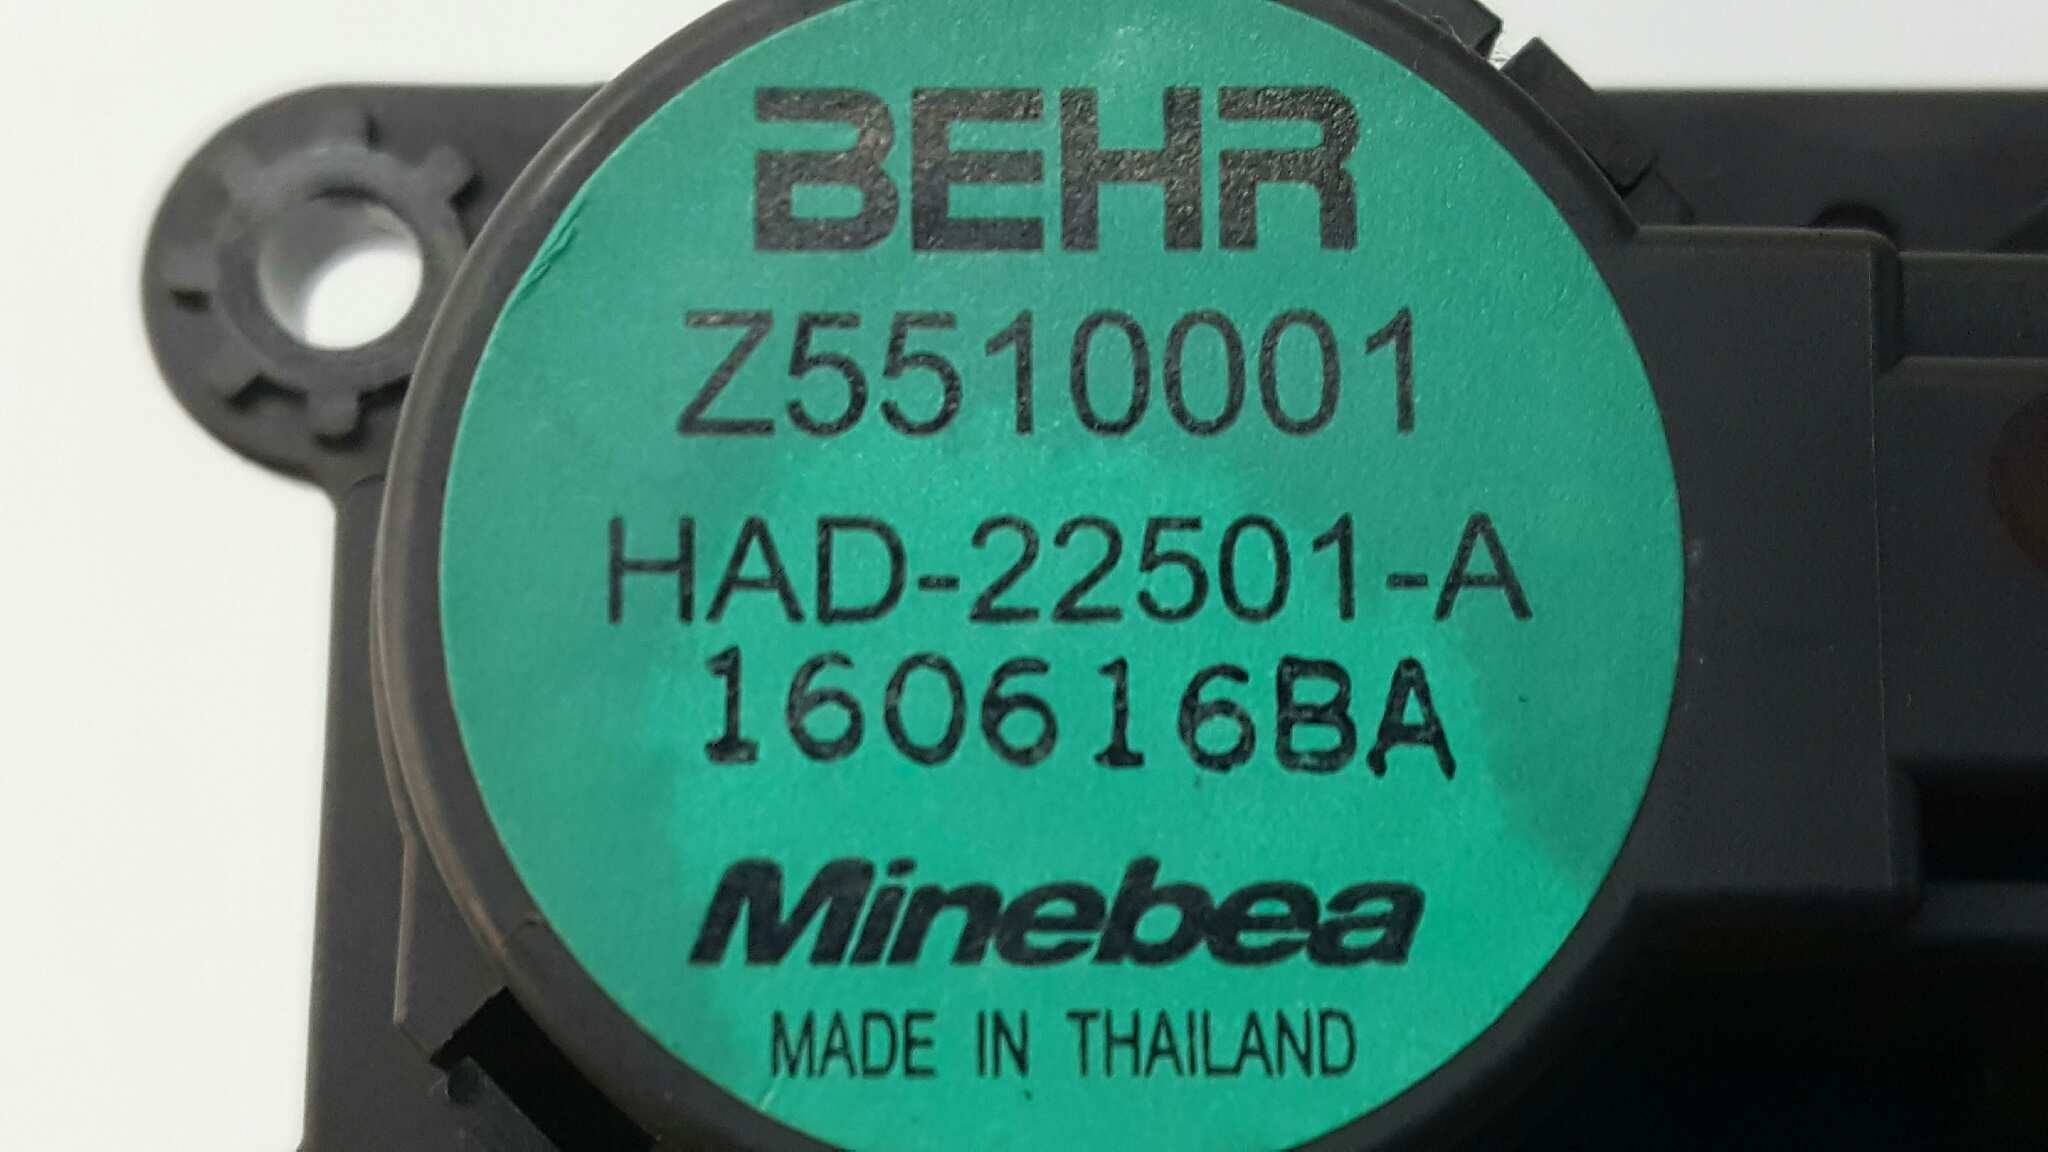 BEHR
Z5510001
HAD-22501-A
160616BA
Minebea
MADE IN THAILAND